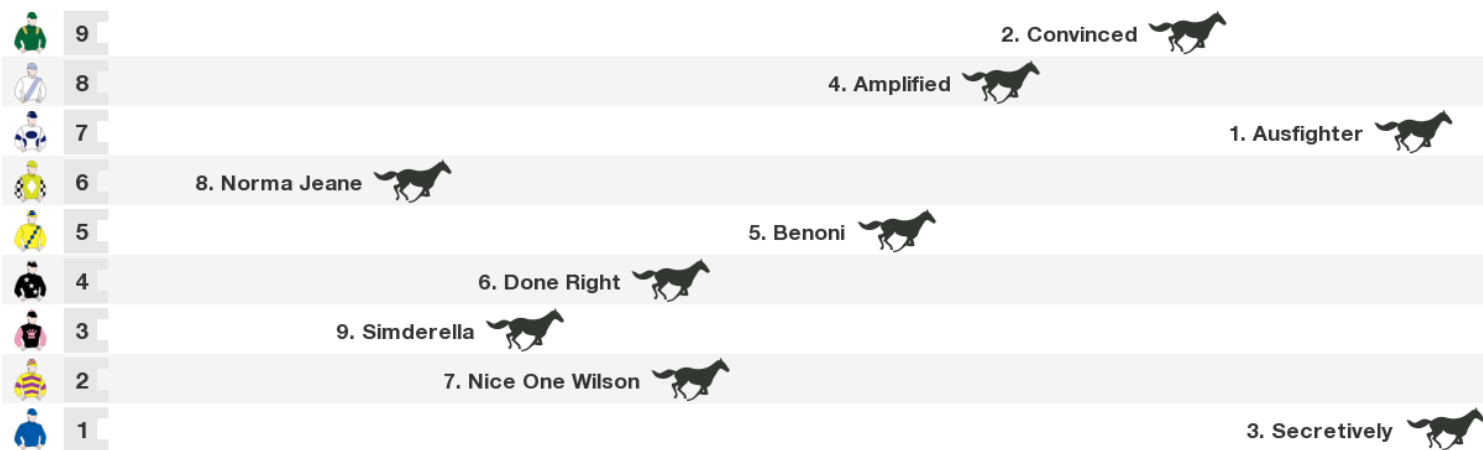 9 2. Convinced
8 4. Amplified
7 1. Ausfighter
6 8. Norma Jeane
5 5. Benoni
4 6. Done Right
3 9. Simderella
2 7. Nice One Wilson
1 3. Secretively